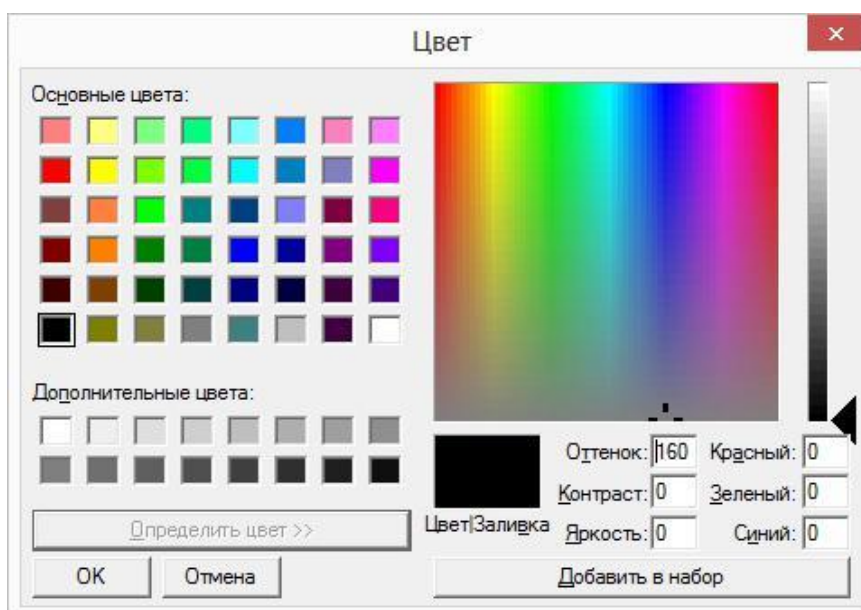 Цвет
Основные цвета:
Дополнительные цвета:
Определить цвет >>
ОК
Отмена
Цвет|Заливка
Оттенок: 160
Контраст: 0
Яркость: 0
Красный: 0
Зеленый: 0
Синий: 0
Добавить в набор